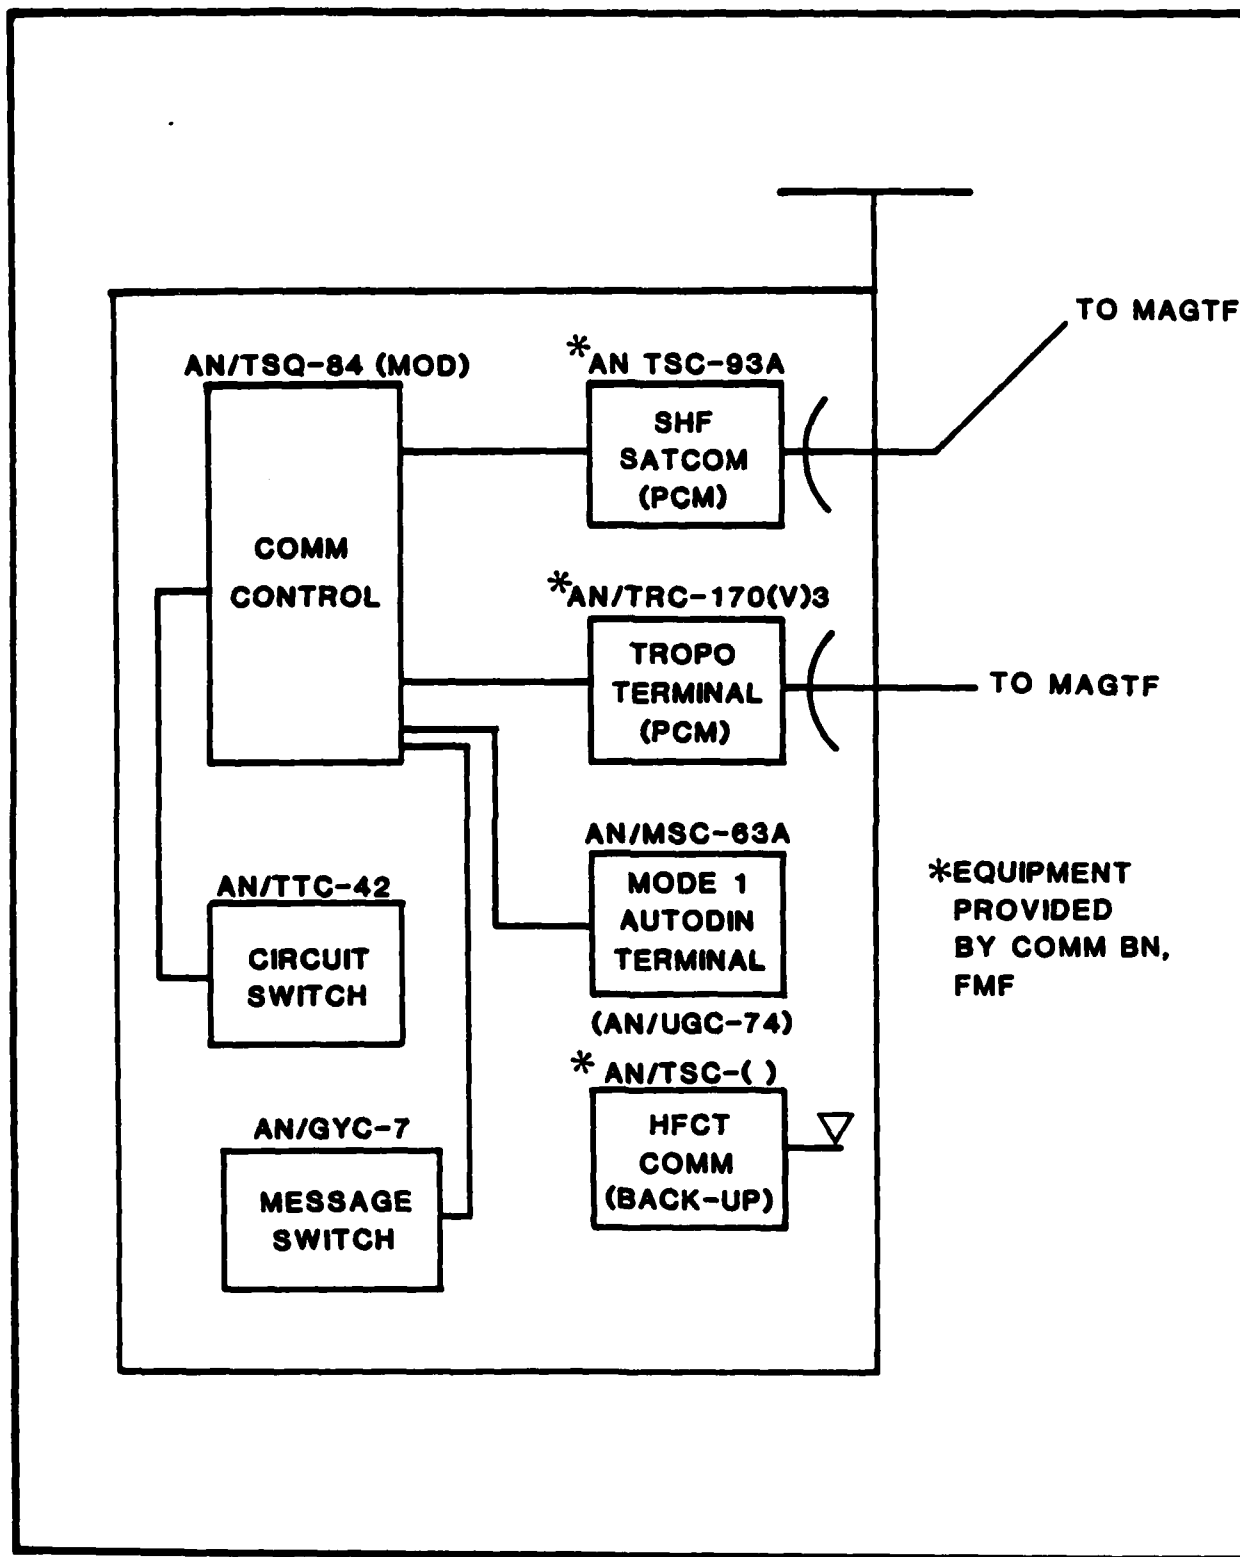 TO MAGTF
AN/TSQ-84 (MOD)
*AN TSC-93A
SHF
SATCOM
(PCM)
COMM
CONTROL
*AN/TRC-170(V)3
TROPO
TERMINAL
(PCM)
TO MAGTF
AN/MSC-63A
MODE 1
AUTODIN
TERMINAL
(AN/UGC-74)
*EQUIPMENT
PROVIDED
BY COMM BN,
FMF
AN/TTC-42
CIRCUIT
SWITCH
* AN/TSC-( )
HFCT
COMM
(BACK-UP)
AN/GYC-7
MESSAGE
SWITCH